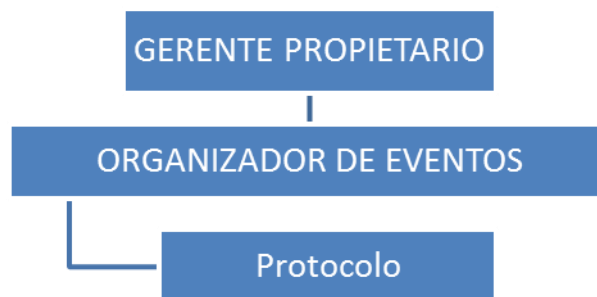 GERENTE PROPIETARIO
ORGANIZADOR DE EVENTOS
Protocolo